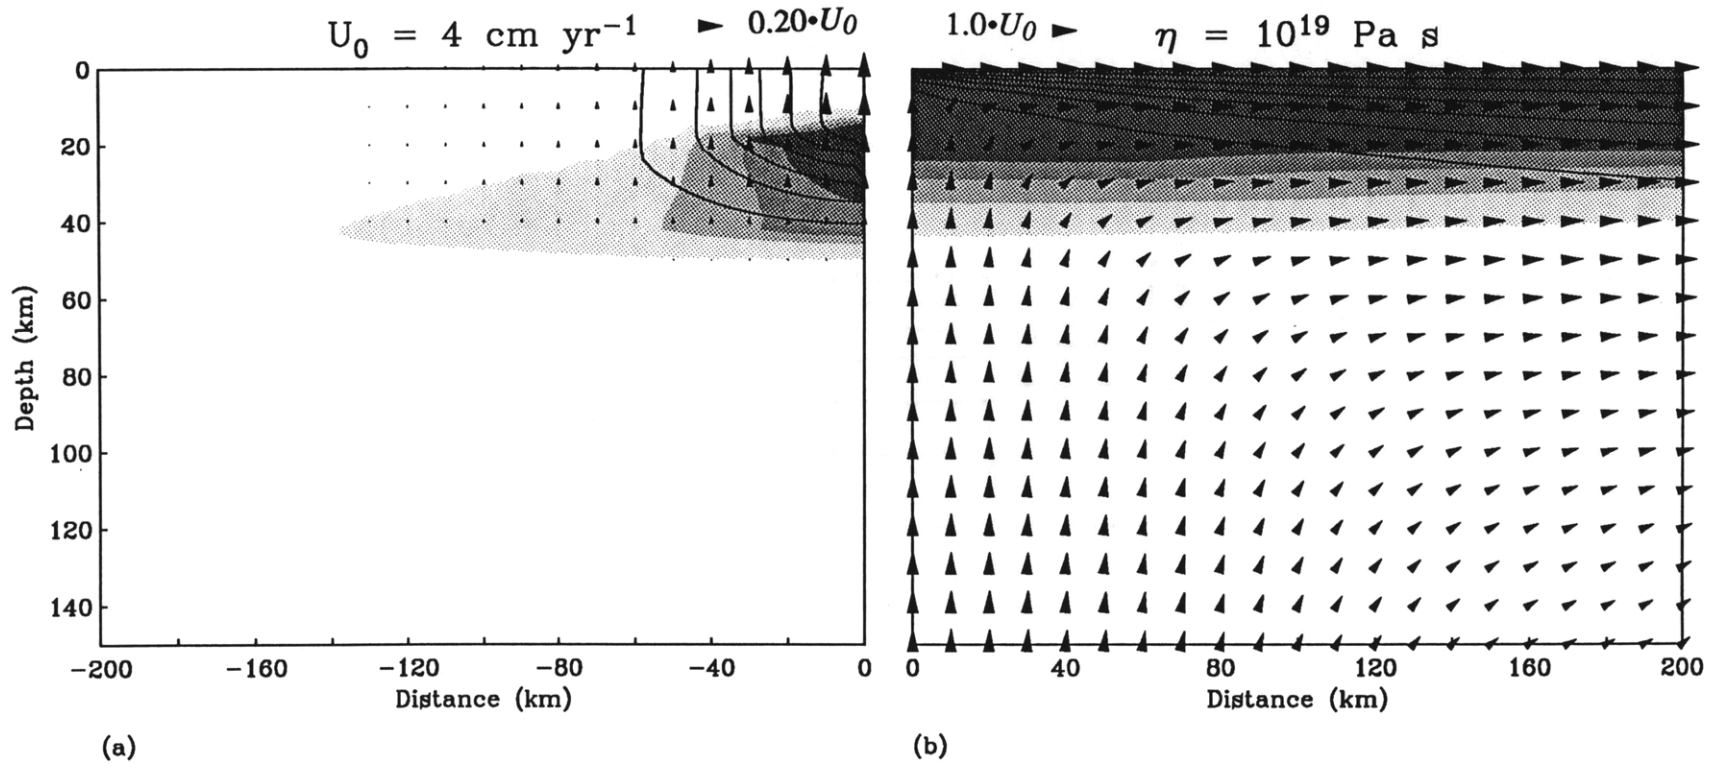 U₀ = 4 cm yr⁻¹ ► 0.20•U₀ 1.0•U₀ ► η = 10¹⁹ Pa s
0
20
40
60
80
100
120
140
Depth (km)
-200 -160 -120 -80 -40 0 0 40 80 120 160 200
Distance (km) Distance (km)
(a) (b)